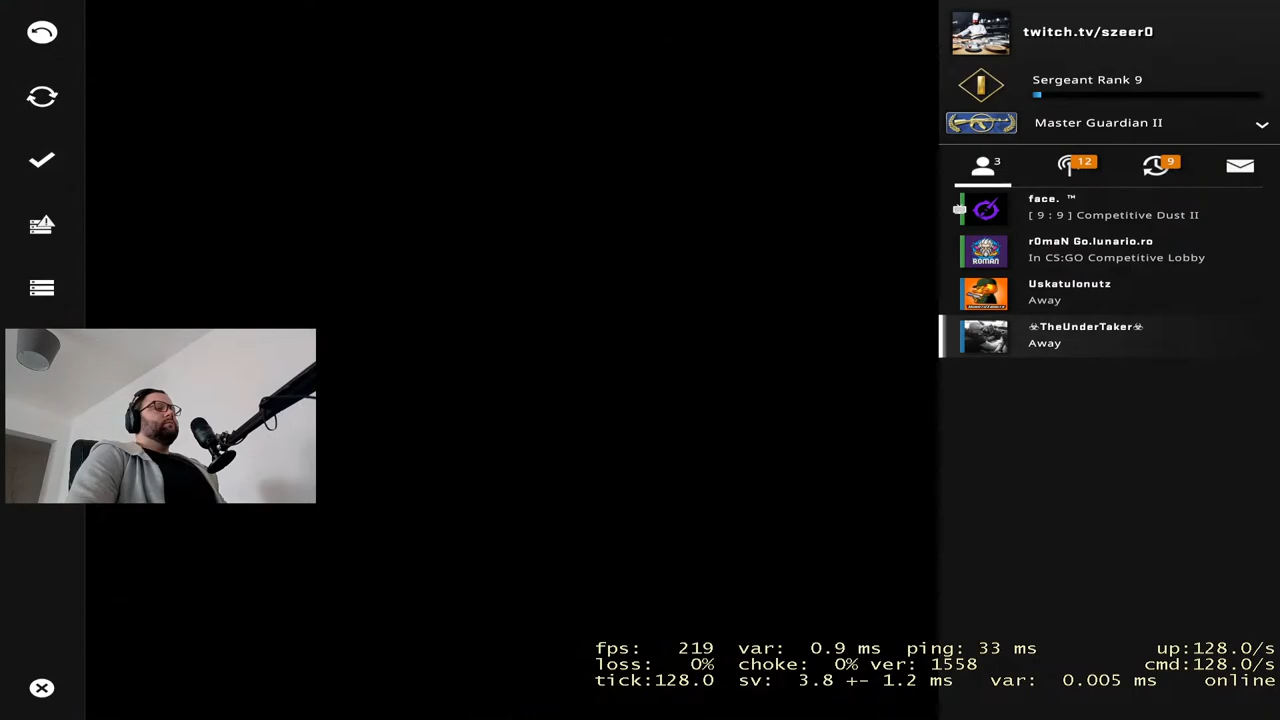 twitch.tv/szeer0
Sergeant Rank 9
Master Guardian II
3
12
9
face. ™
[ 9 : 9 ] Competitive Dust II
r0maN Go.lunario.ro
In CS:GO Competitive Lobby
R0MAN
Uskatulonutz
Away
☣TheUnderTaker☣
Away
fps: 219 var: 0.9 ms ping: 33 ms up:128.0/s
loss: 0% choke: 0% ver: 1558 cmd:128.0/s
tick:128.0 sv: 3.8 +- 1.2 ms var: 0.005 ms online